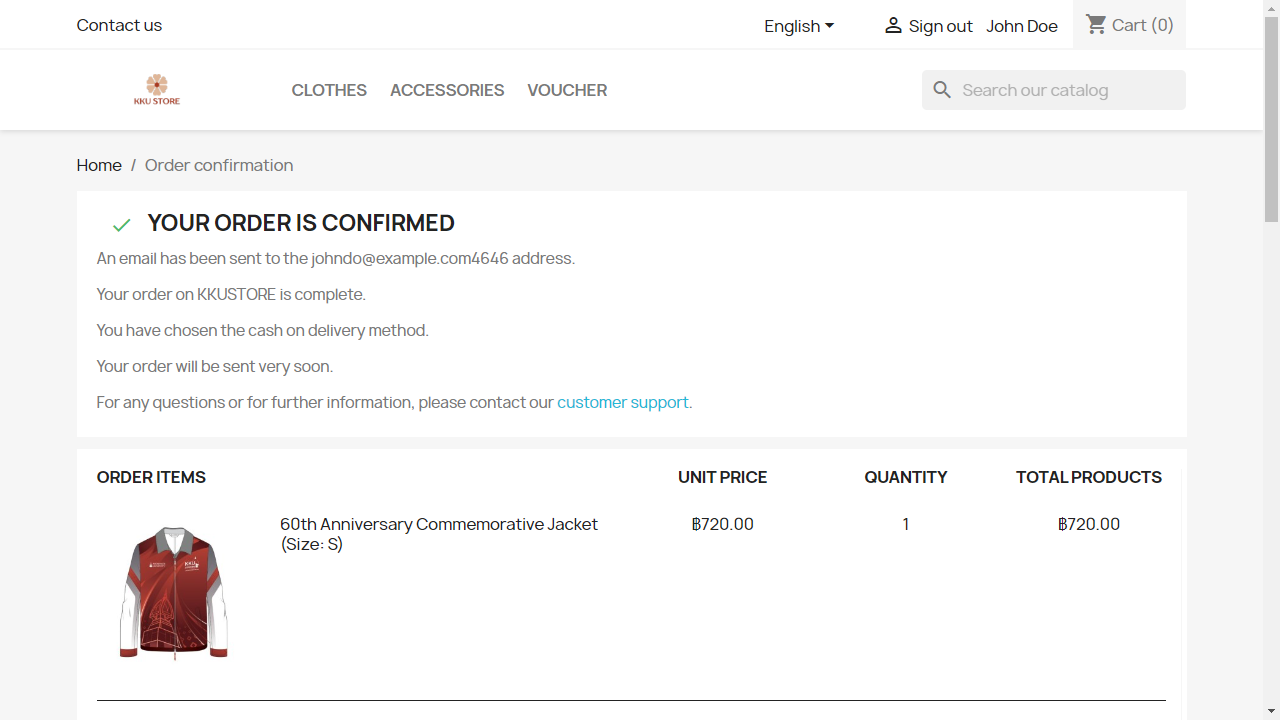 Contact us
English
Sign out
John Doe
Cart (0)
KKU STORE
CLOTHES
ACCESSORIES
VOUCHER
Search our catalog
Home / Order confirmation
YOUR ORDER IS CONFIRMED
An email has been sent to the johndo@example.com4646 address.
Your order on KKUSTORE is complete.
You have chosen the cash on delivery method.
Your order will be sent very soon.
For any questions or for further information, please contact our customer support.
ORDER ITEMS
UNIT PRICE
QUANTITY
TOTAL PRODUCTS
60th Anniversary Commemorative Jacket
(Size: S)
฿720.00
1
฿720.00
KKU